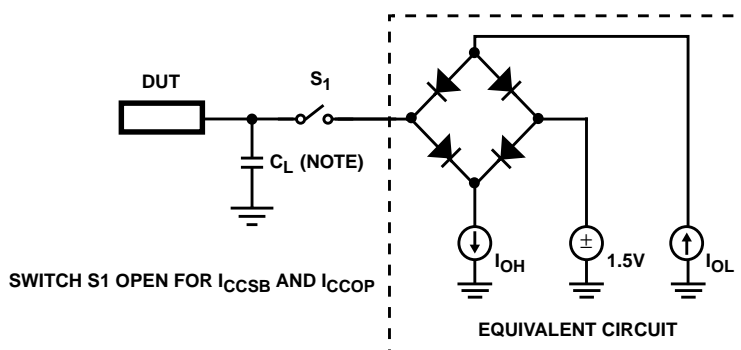 DUT
S1
CL (NOTE)
IOH
±
1.5V
IOL
SWITCH S1 OPEN FOR ICCSB AND ICCOP
EQUIVALENT CIRCUIT